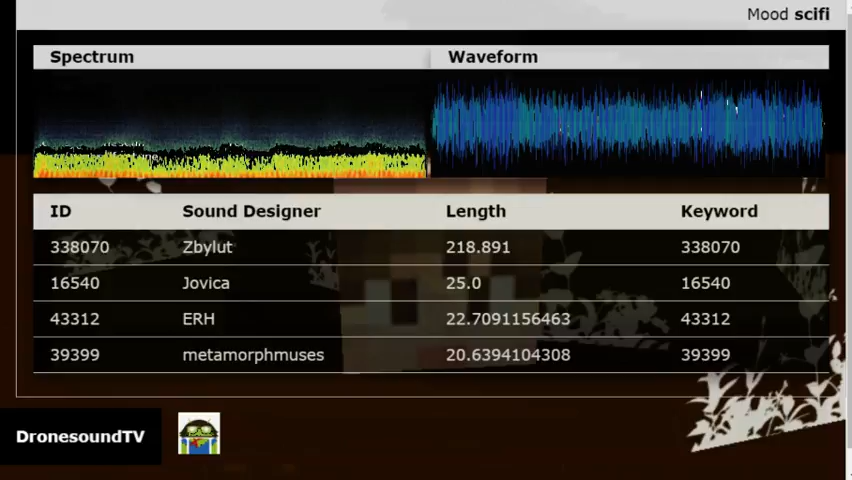 Mood scifi
Spectrum Waveform
ID Sound Designer Length Keyword
338070 Zbylut 218.891 338070
16540 Jovica 25.0 16540
43312 ERH 22.7091156463 43312
39399 metamorphmuses 20.6394104308 39399
DronesoundTV